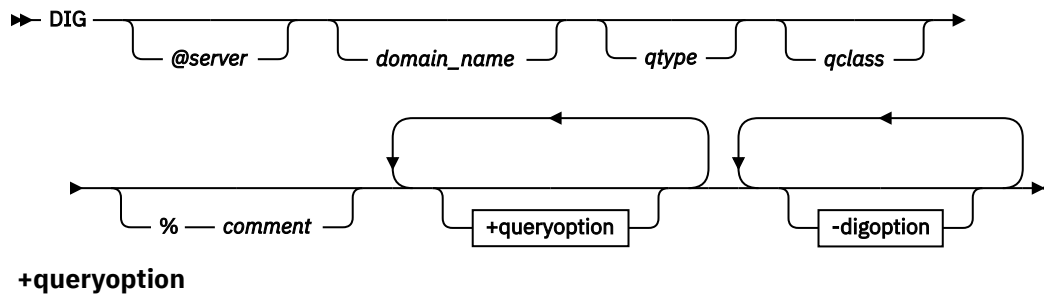 DIG
@server domain_name qtype qclass
% comment +queryoption -digoption
+queryoption